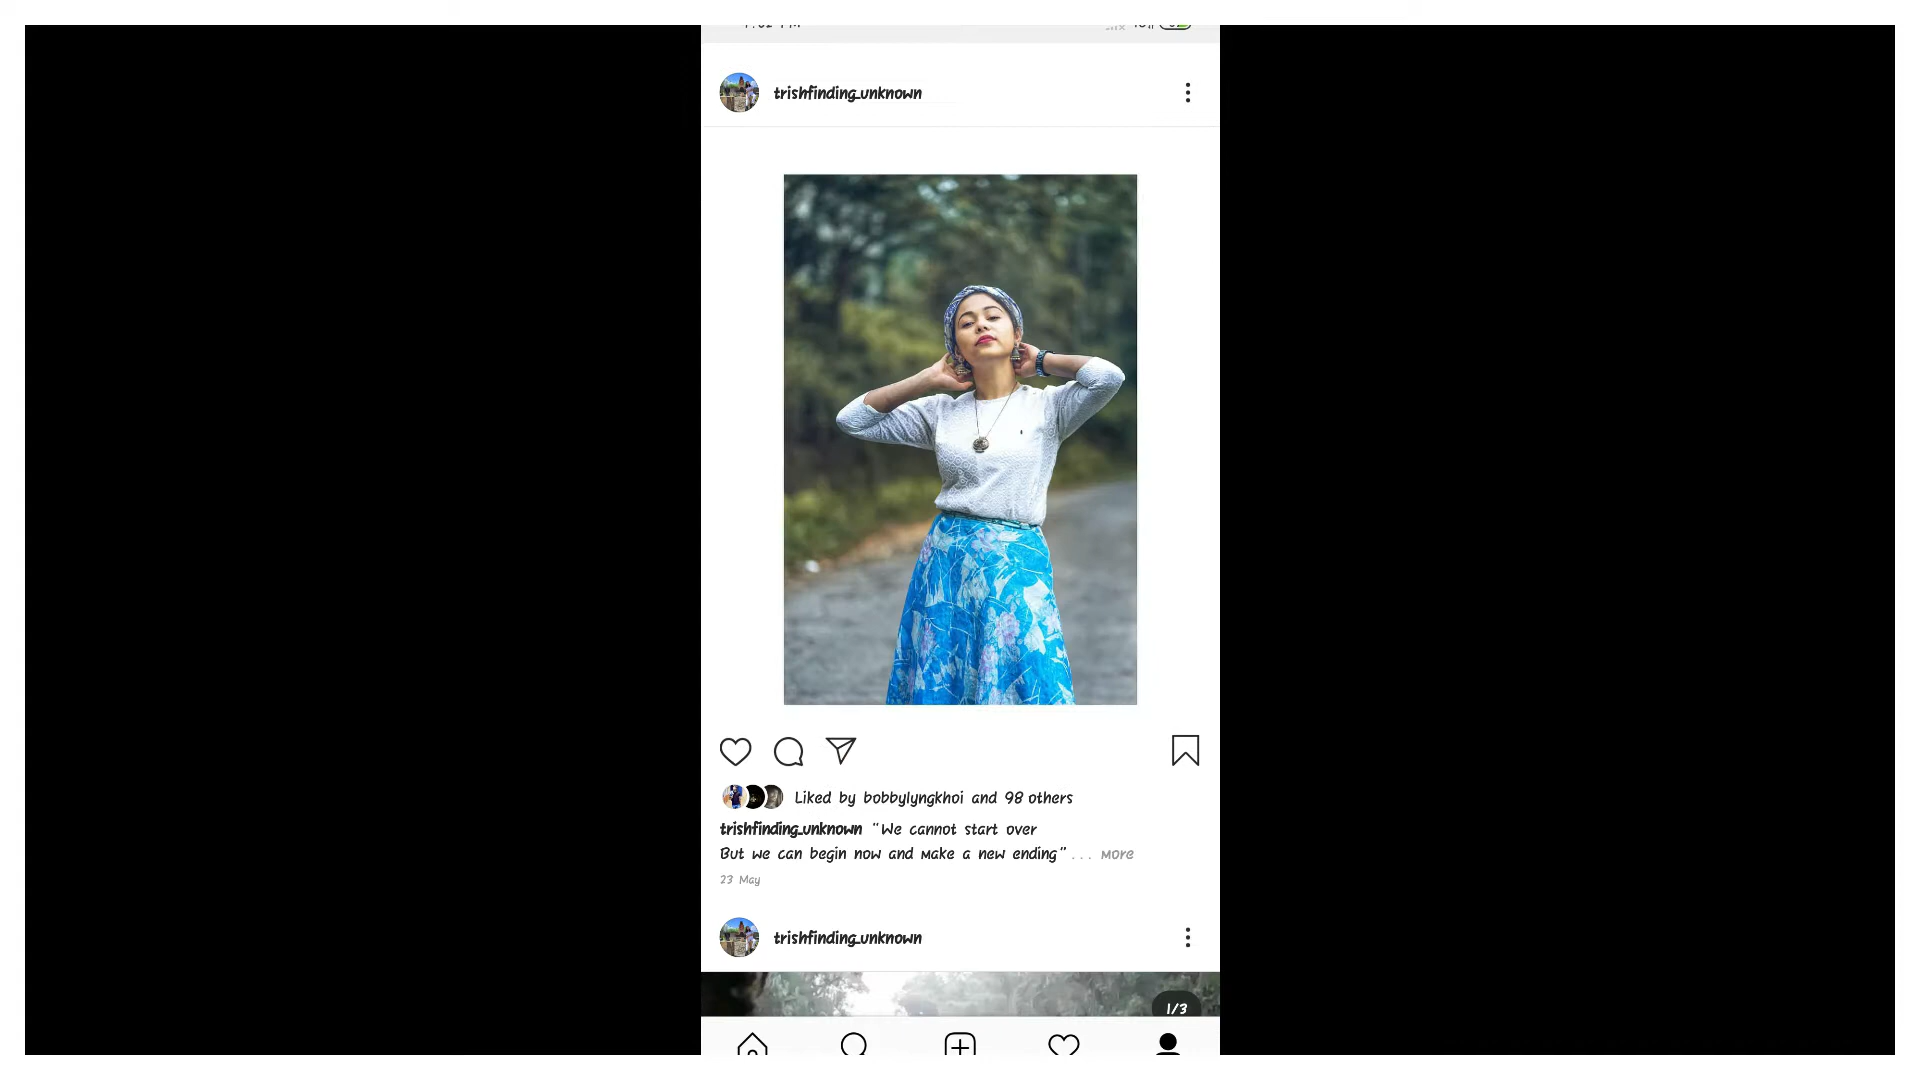 trishfinding_unknown
Liked by bobbylyngkhoi and 98 others
trishfinding_unknown "We cannot start over
But we can begin now and make a new ending" ... more
23 May
trishfinding_unknown
1/3